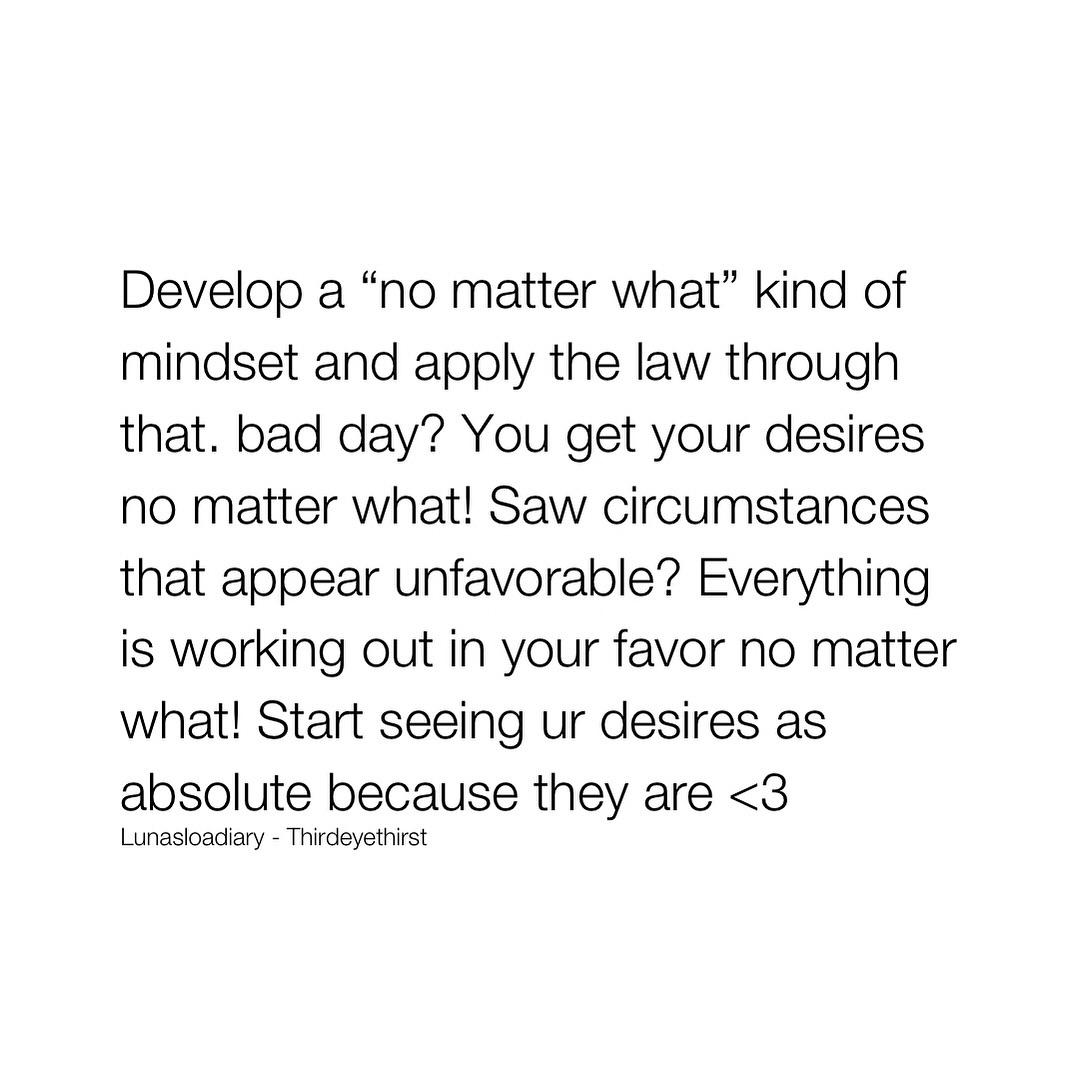 Develop a “no matter what” kind of
mindset and apply the law through
that. bad day? You get your desires
no matter what! Saw circumstances
that appear unfavorable? Everything
is working out in your favor no matter
what! Start seeing ur desires as
absolute because they are <3
Lunasloadiary - Thirdeyethirst